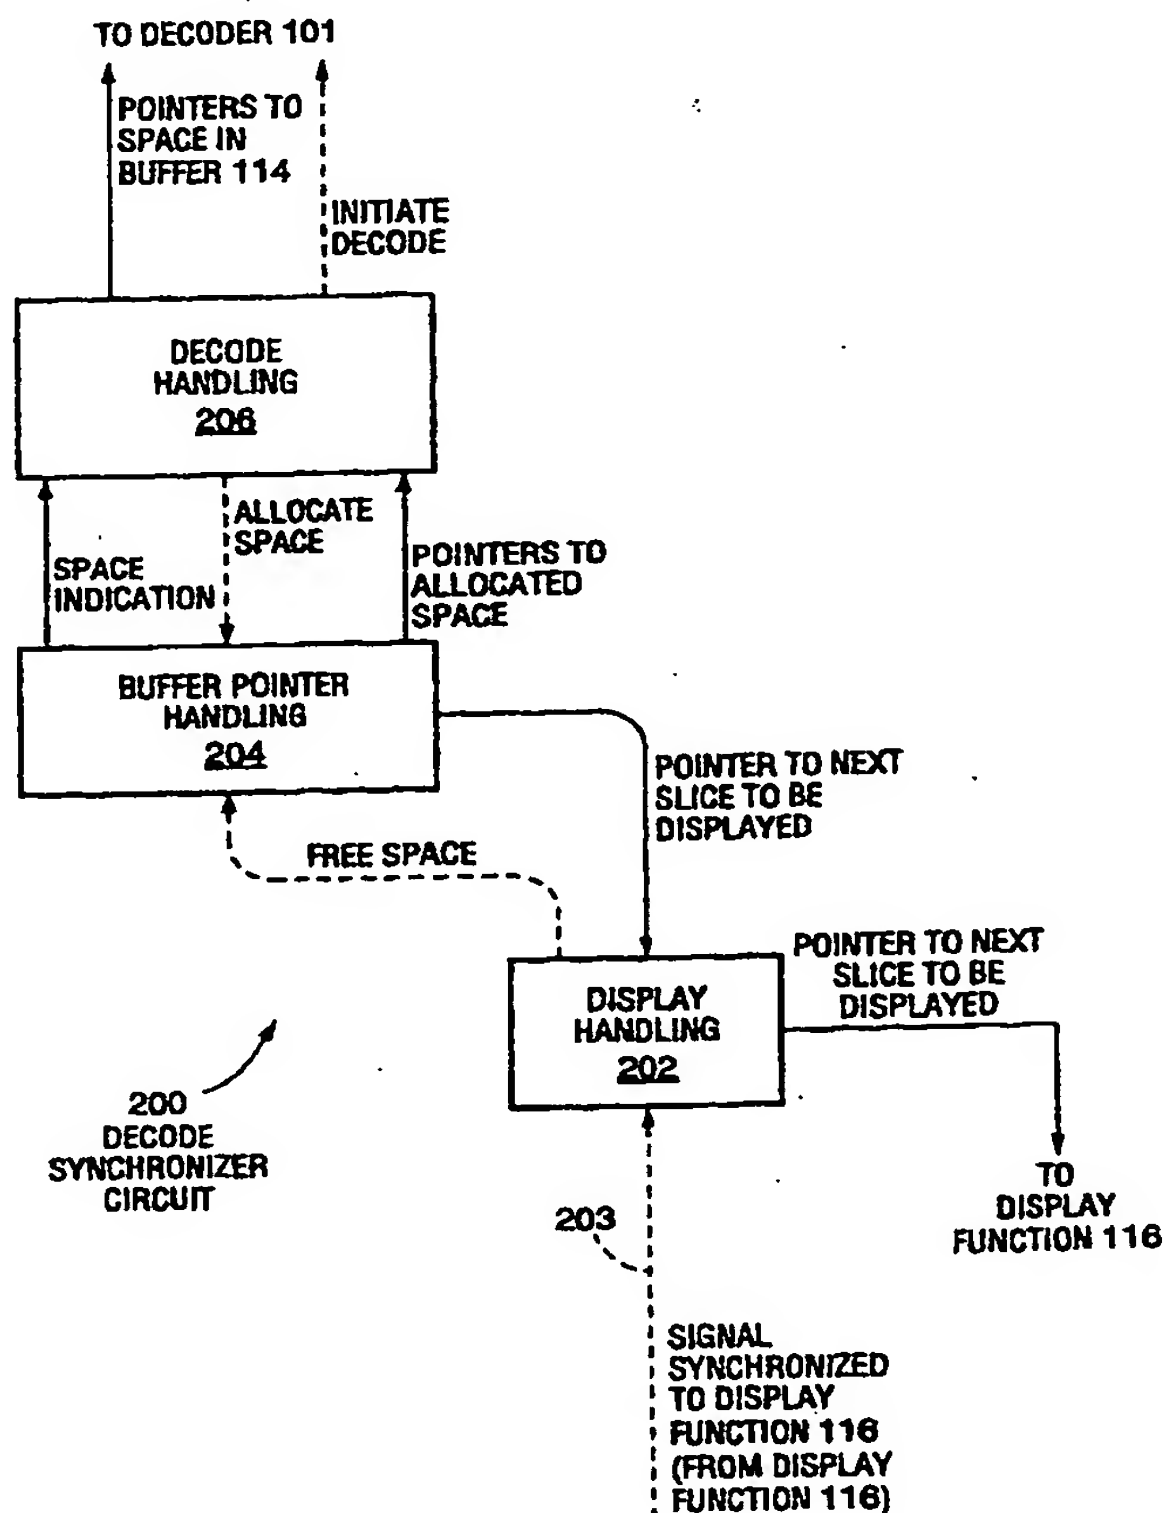 TO DECODER 101
POINTERS TO
SPACE IN
BUFFER 114
INITIATE
DECODE
DECODE
HANDLING
206
ALLOCATE
SPACE
SPACE
INDICATION
POINTERS TO
ALLOCATED
SPACE
BUFFER POINTER
HANDLING
204
POINTER TO NEXT
SLICE TO BE
DISPLAYED
FREE SPACE
POINTER TO NEXT
SLICE TO BE
DISPLAYED
DISPLAY
HANDLING
202
200
DECODE
SYNCHRONIZER
CIRCUIT
TO
DISPLAY
FUNCTION 116
203
SIGNAL
SYNCHRONIZED
TO DISPLAY
FUNCTION 116
(FROM DISPLAY
FUNCTION 116)